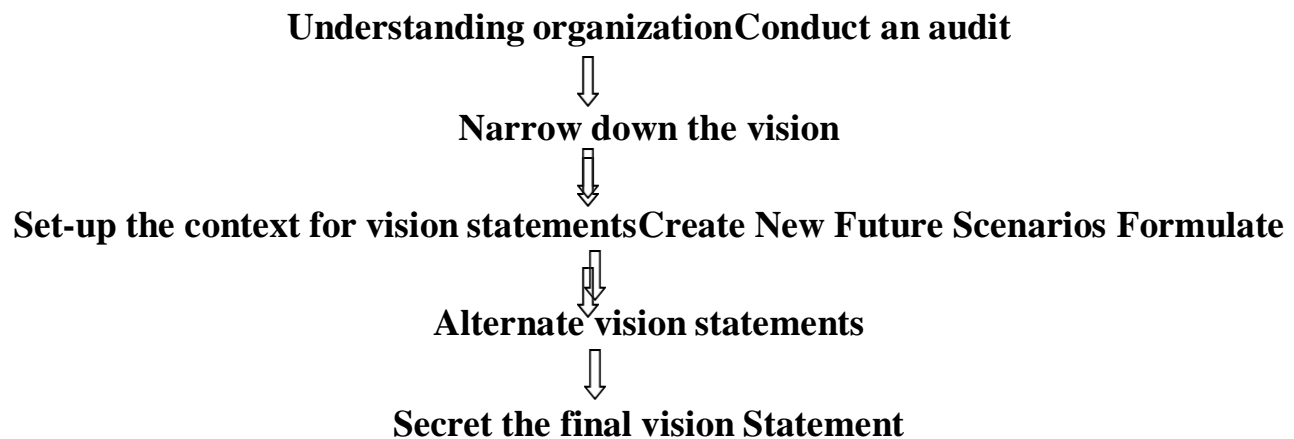 Understanding organizationConduct an audit
Narrow down the vision
Set-up the context for vision statementsCreate New Future Scenarios Formulate
Alternate vision statements
Secret the final vision Statement